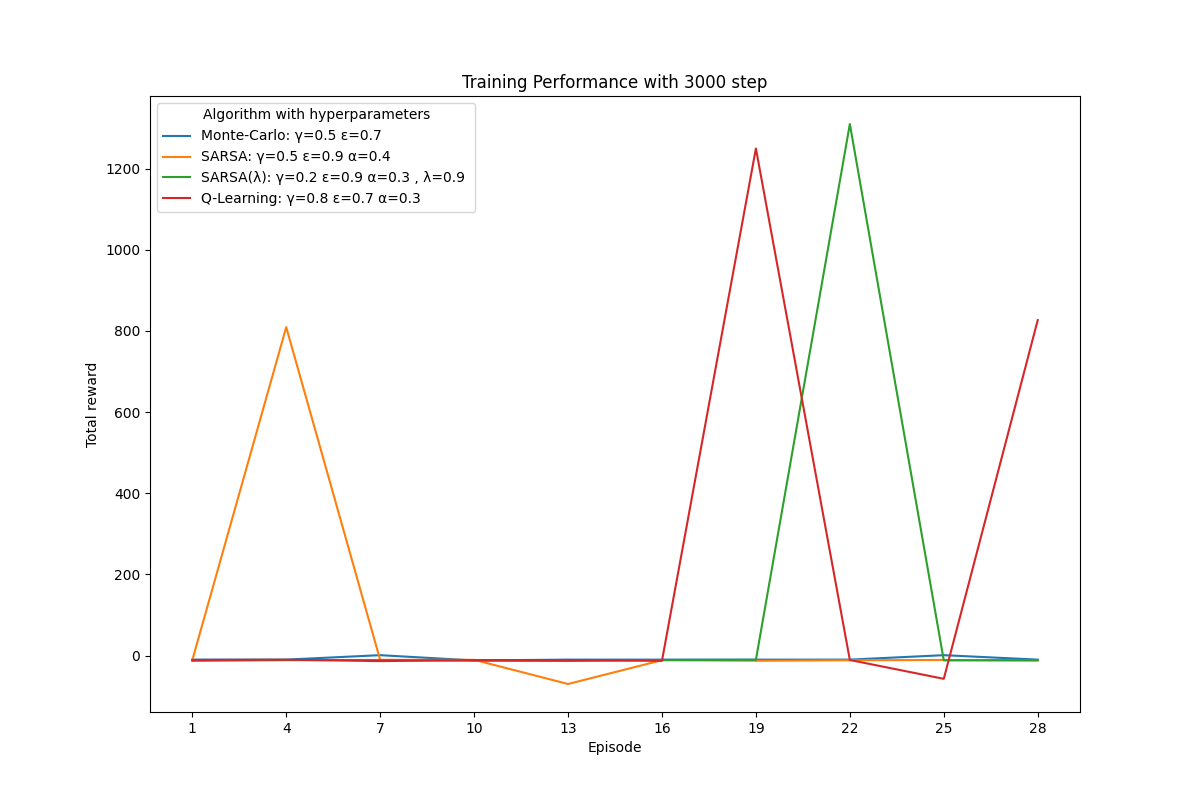 Training Performance with 3000 step
Algorithm with hyperparameters
Monte-Carlo: γ=0.5 ε=0.7
SARSA: γ=0.5 ε=0.9 α=0.4
SARSA(λ): γ=0.2 ε=0.9 α=0.3 , λ=0.9
Q-Learning: γ=0.8 ε=0.7 α=0.3
1200
1000
800
600
400
200
0
Total reward
1 4 7 10 13 16 19 22 25 28
Episode